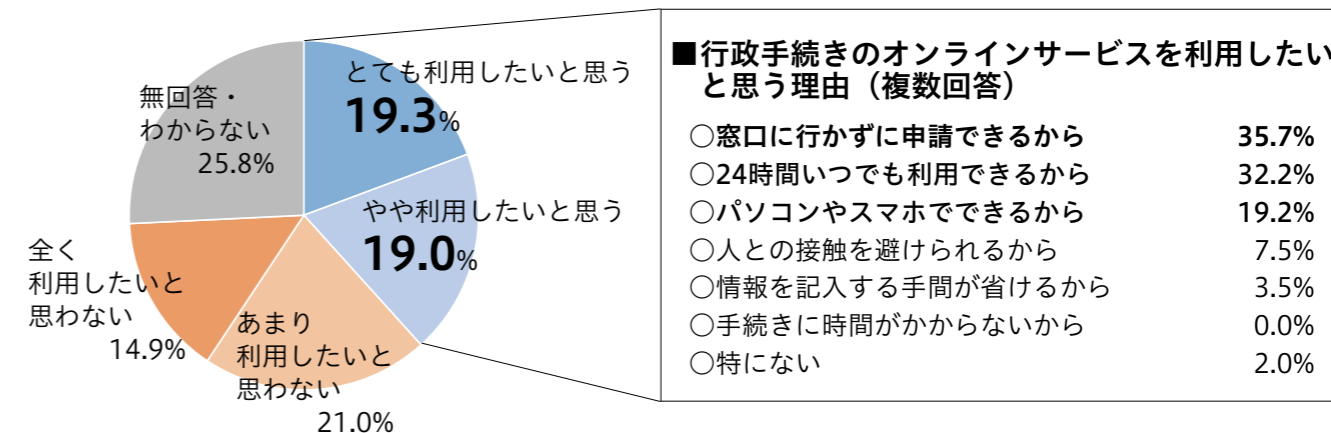 とても利用したいと思う
19.3%
やや利用したいと思う
19.0%
あまり
利用したいと
思わない
21.0%
全く
利用したいと
思わない
14.9%
無回答・
わからない
25.8%
■行政手続きのオンラインサービスを利用したい
と思う理由（複数回答）
○窓口に行かずに申請できるから 35.7%
○24時間いつでも利用できるから 32.2%
○パソコンやスマホでできるから 19.2%
○人との接触を避けられるから 7.5%
○情報を記入する手間が省けるから 3.5%
○手続きに時間がかからないから 0.0%
○特にない 2.0%